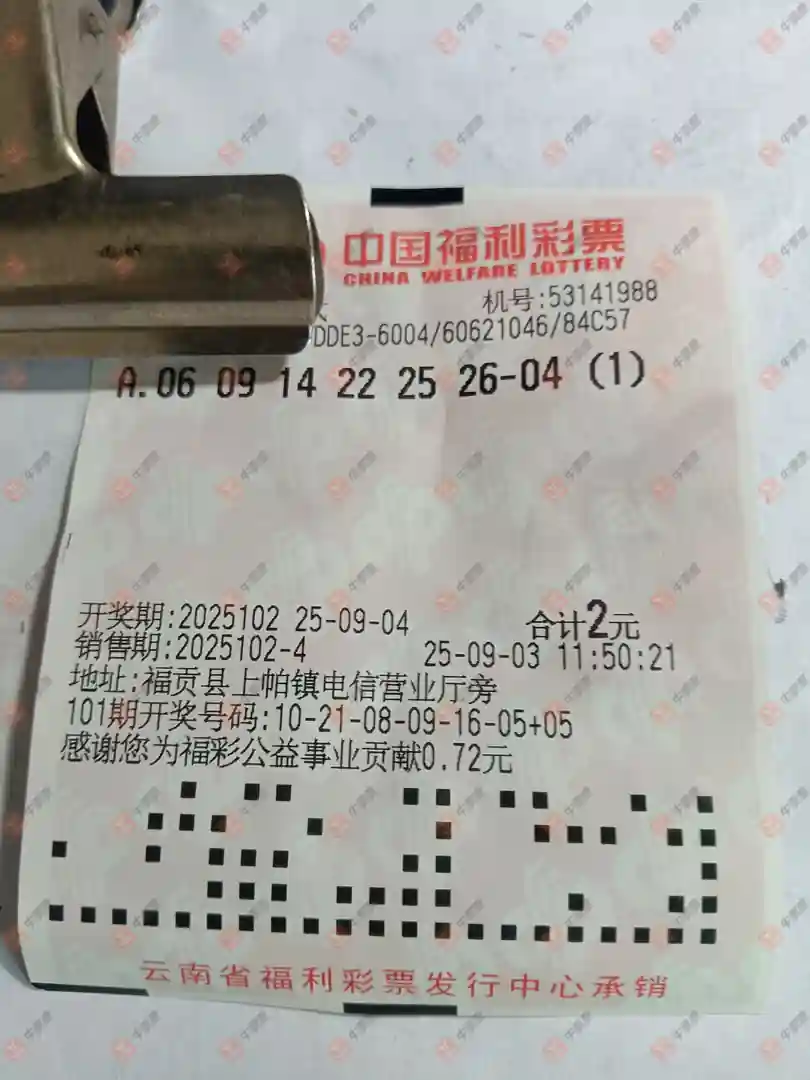 中国福利彩票
CHINA WELFARE LOTTERY
机号:53141988
DDE3-6004/60621046/84C57
A.06 09 14 22 25 26-04 (1)
开奖期:2025102 25-09-04 合计2元
销售期:2025102-4 25-09-03 11:50:21
地址:福贡县上帕镇电信营业厅旁
101期开奖号码:10-21-08-09-16-05+05
感谢您为福彩公益事业贡献0.72元
云南省福利彩票发行中心承销